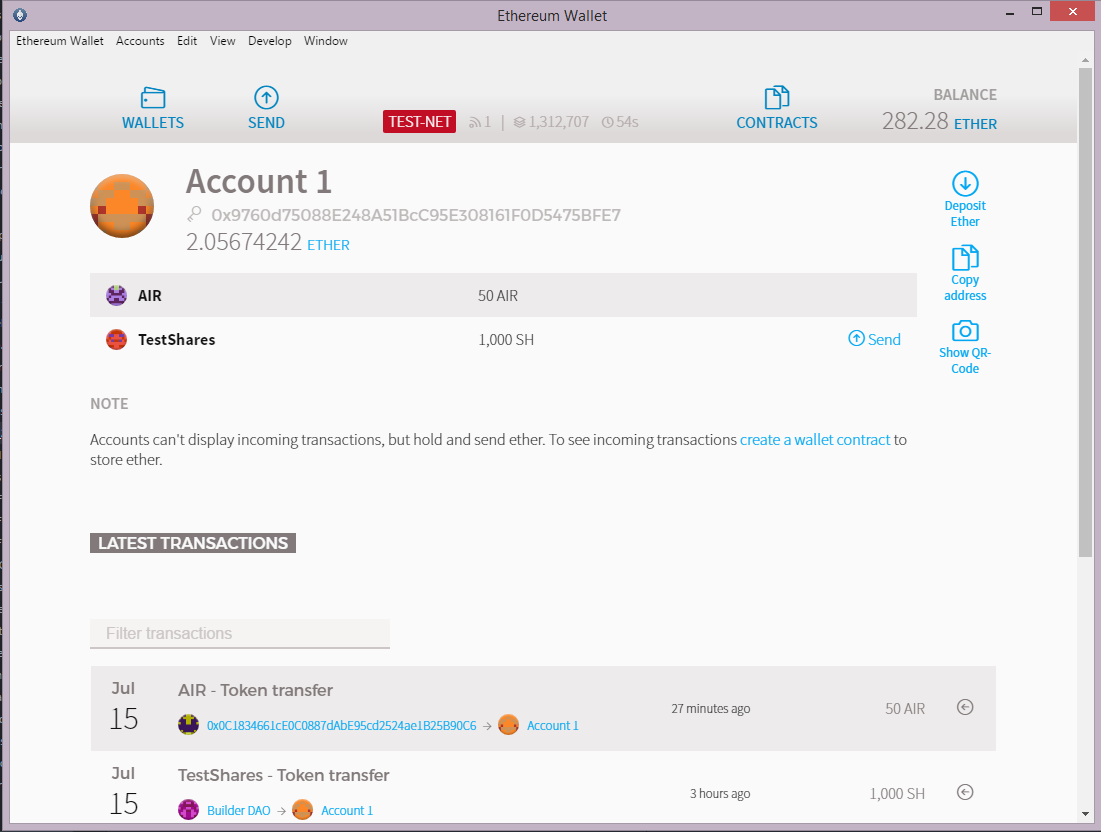 Ethereum Wallet
Ethereum Wallet Accounts Edit View Develop Window
WALLETS
SEND
TEST-NET 1 | 1,312,707 54s
CONTRACTS
BALANCE
282.28 ETHER
Account 1
0x9760d75088E248A51BcC95E308161F0D5475BFE7
2.05674242 ETHER
Deposit
Ether
Copy
address
Show QR-
Code
AIR 50 AIR
TestShares 1,000 SH Send
NOTE
Accounts can't display incoming transactions, but hold and send ether. To see incoming transactions create a wallet contract to
store ether.
LATEST TRANSACTIONS
Filter transactions
Jul
15
AIR - Token transfer
0x0C1834661cE0C0887dAbE95cd2524ae1B25B90C6 → Account 1
27 minutes ago
50 AIR
Jul
15
TestShares - Token transfer
Builder DAO → Account 1
3 hours ago
1,000 SH